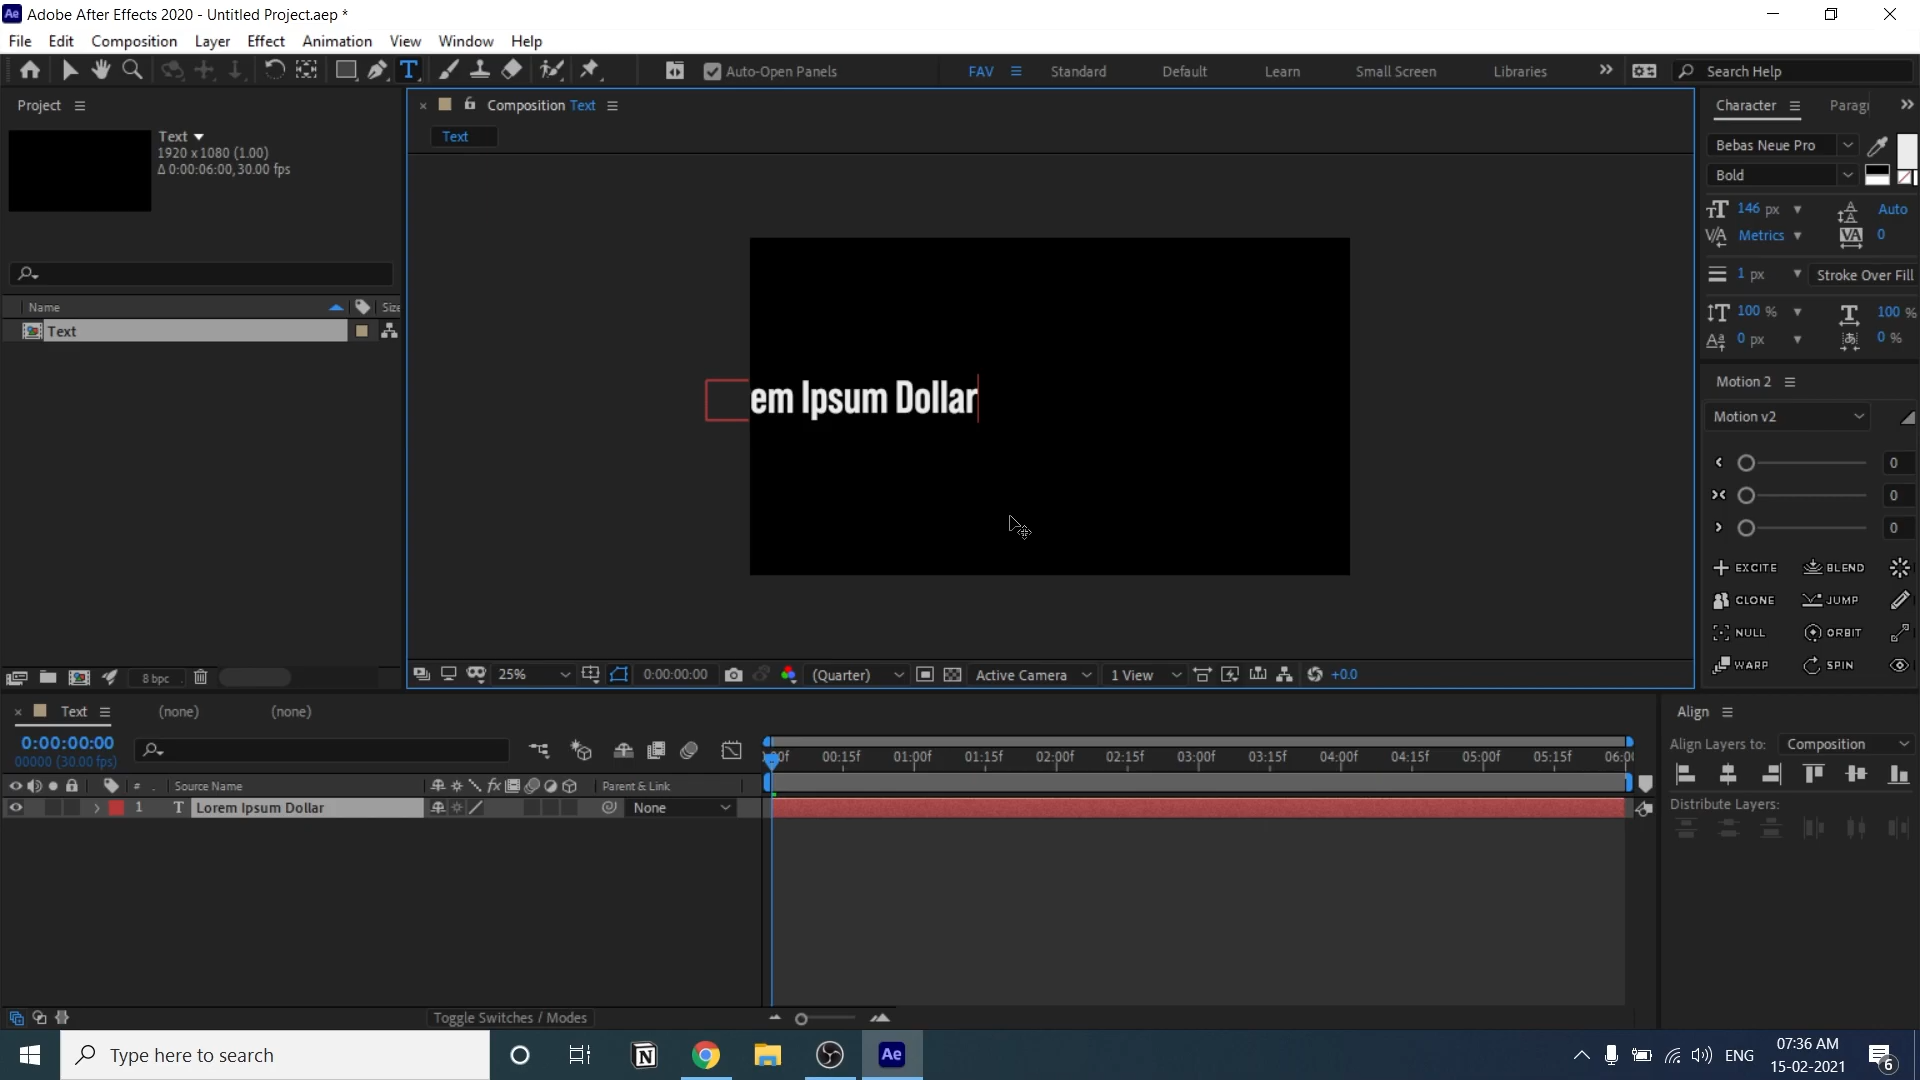 Adobe After Effects 2020 - Untitled Project.aep *
File Edit Composition Layer Effect Animation View Window Help
Auto-Open Panels FAV Standard Default Learn Small Screen Libraries Search Help
Project
Composition Text
Character Paragr
Text
1920 x 1080 (1.00)
Δ 0:00:06:00, 30.00 fps
Text
Bebas Neue Pro
Bold
146 px Auto
Metrics 0
1 px Stroke Over Fill
100 % 100 %
0 px 0 %
Name Size
Text
Motion 2
Motion v2
em Ipsum Dollar
0
0
0
EXCITE BLEND
CLONE JUMP
NULL ORBIT
WARP SPIN
8 bpc
25% 0:00:00:00 (Quarter) Active Camera 1 View +0.0
Text (none) (none)
Align
0:00:00:00
00000 (30.00 fps)
00f 00:15f 01:00f 01:15f 02:00f 02:15f 03:00f 03:15f 04:00f 04:15f 05:00f 05:15f 06:00
Align Layers to: Composition
# Source Name Parent & Link
1 T Lorem Ipsum Dollar None
Distribute Layers:
Toggle Switches / Modes
Type here to search
Ae
ENG
07:36 AM
15-02-2021
6